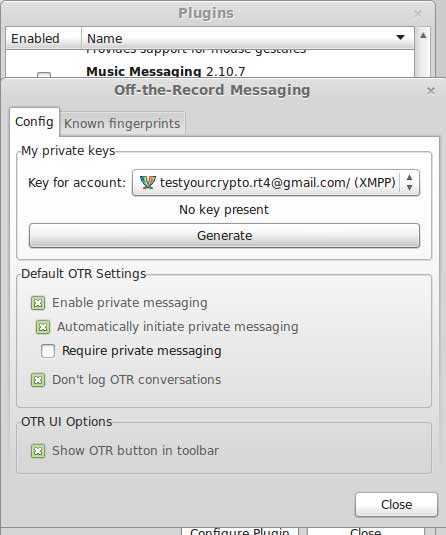 Plugins
Enabled Name
Provides support for mouse gestures
Music Messaging 2.10.7
Off-the-Record Messaging
Config Known fingerprints
My private keys
Key for account: testyourcrypto.rt4@gmail.com/ (XMPP)
No key present
Generate
Default OTR Settings
Enable private messaging
Automatically initiate private messaging
Require private messaging
Don't log OTR conversations
OTR UI Options
Show OTR button in toolbar
Close
Configure Plugin Close